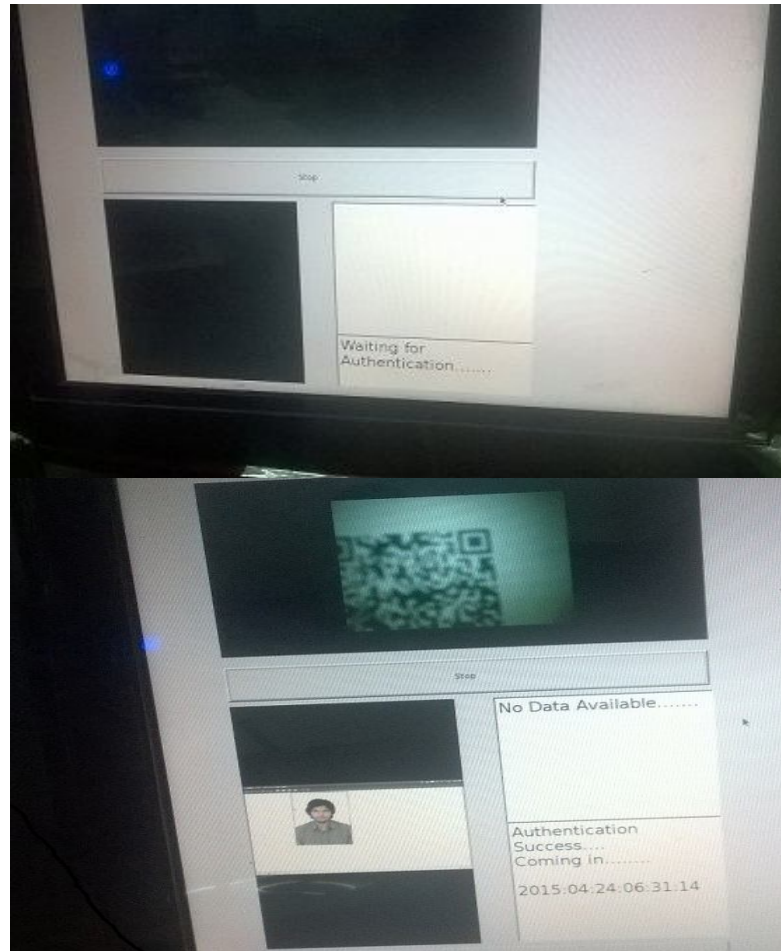 Stop
Waiting for
Authentication.......
Stop
No Data Available.......
Authentication
Success....
Coming in........
2015:04:24:06:31:14